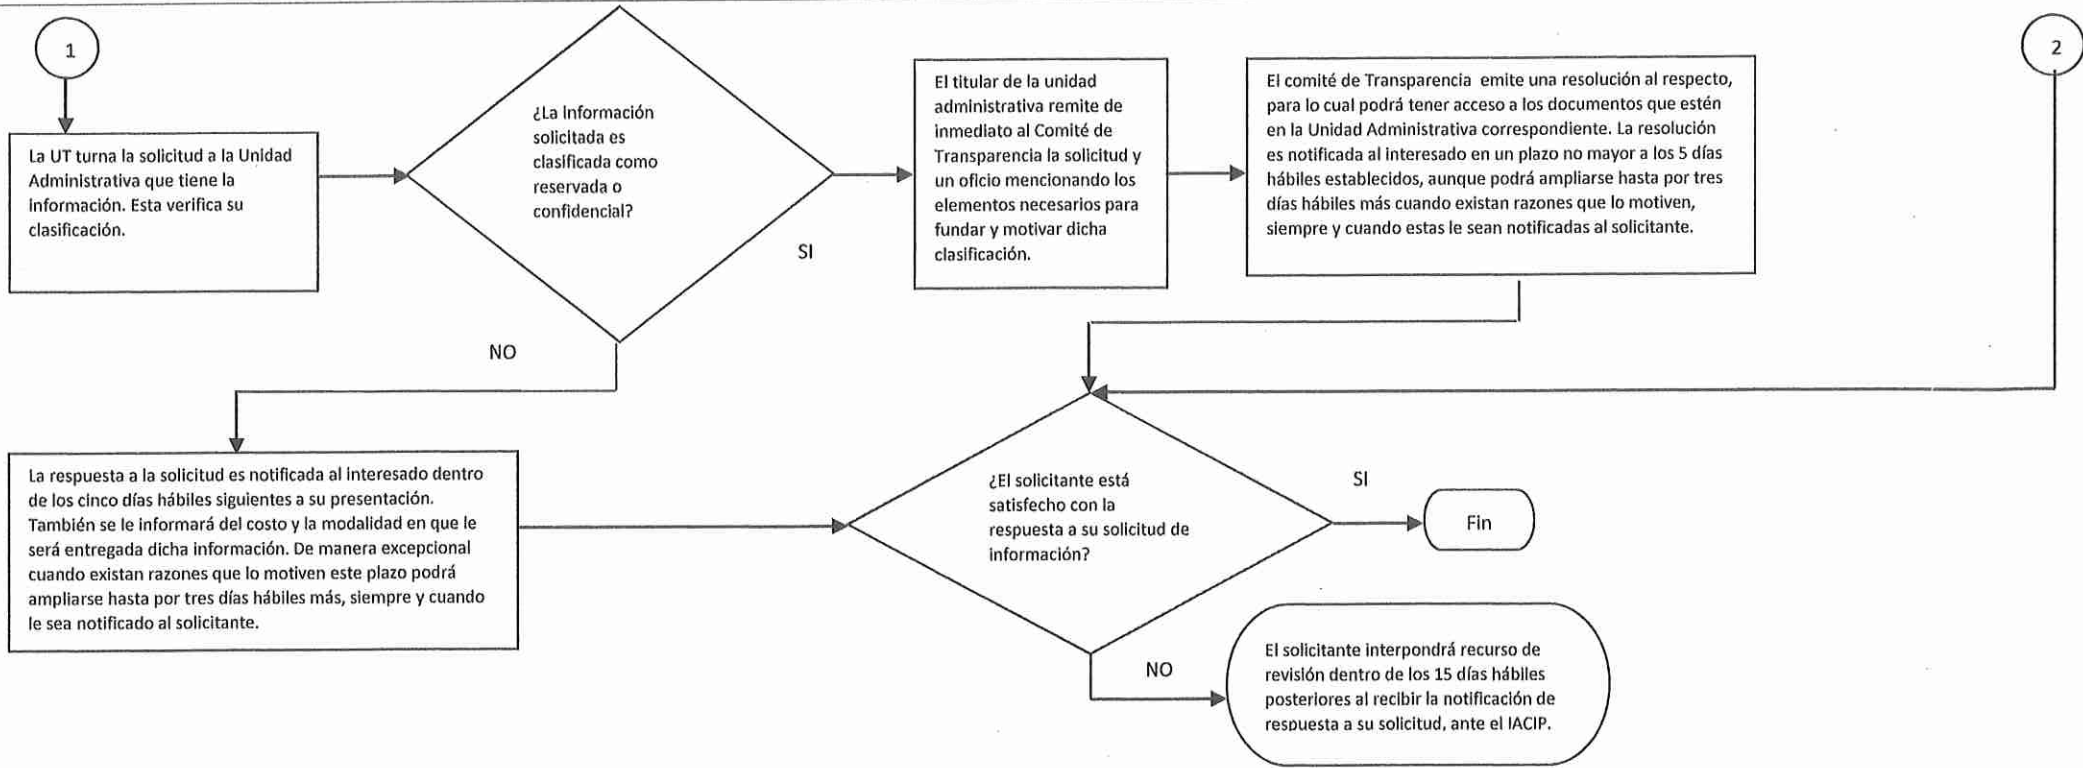 1
2
La UT turna la solicitud a la Unidad
Administrativa que tiene la
información. Esta verifica su
clasificación.
¿La información
solicitada es
clasificada como
reservada o
confidencial?
SI
NO
El titular de la unidad
administrativa remite de
inmediato al Comité de
Transparencia la solicitud y
un oficio mencionando los
elementos necesarios para
fundar y motivar dicha
clasificación.
El comité de Transparencia emite una resolución al respecto,
para lo cual podrá tener acceso a los documentos que estén
en la Unidad Administrativa correspondiente. La resolución
es notificada al interesado en un plazo no mayor a los 5 días
hábiles establecidos, aunque podrá ampliarse hasta por tres
días hábiles más cuando existan razones que lo motiven,
siempre y cuando estas le sean notificadas al solicitante.
La respuesta a la solicitud es notificada al interesado dentro
de los cinco días hábiles siguientes a su presentación.
También se le informará del costo y la modalidad en que le
será entregada dicha información. De manera excepcional
cuando existan razones que lo motiven este plazo podrá
ampliarse hasta por tres días hábiles más, siempre y cuando
le sea notificado al solicitante.
¿El solicitante está
satisfecho con la
respuesta a su solicitud de
información?
SI
Fin
NO
El solicitante interpondrá recurso de
revisión dentro de los 15 días hábiles
posteriores al recibir la notificación de
respuesta a su solicitud, ante el IACIP.